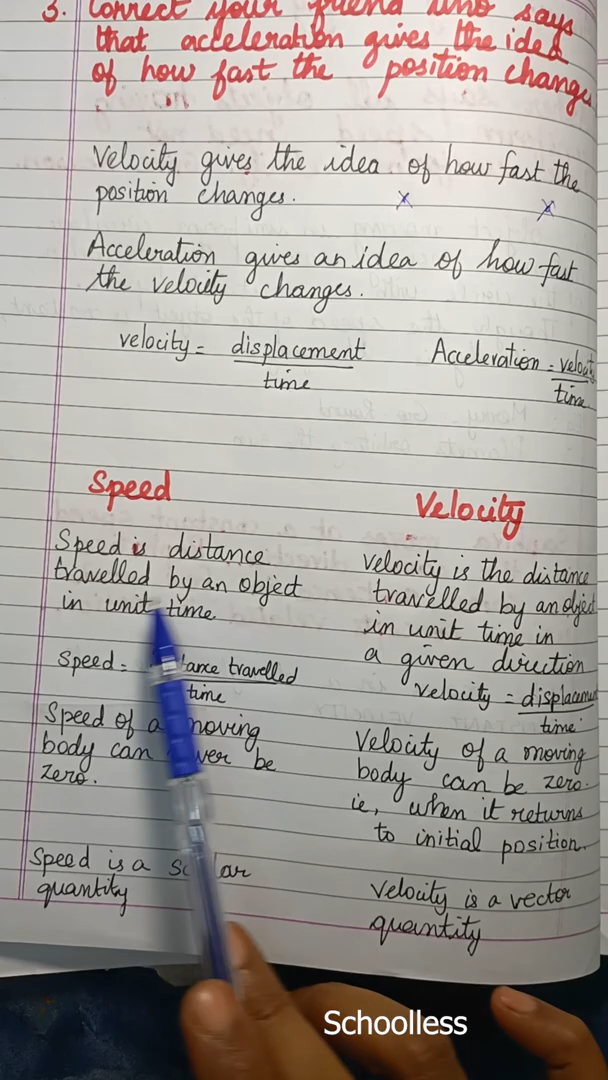 3. Correct your friend who says
that acceleration gives the idea
of how fast the position changes
Velocity gives the idea of how fast the
position changes.
Acceleration gives an idea of how fast
the velocity changes.
velocity = displacement
time
Acceleration = velocity
time
Speed
Speed is distance
travelled by an object
in unit time
Speed = distance travelled
time
Speed of a moving
body can never be
zero.
Speed is a scalar
quantity
Velocity
Velocity is the distance
travelled by an object
in unit time in
a given direction
velocity = displacement
time
Velocity of a moving
body can be zero.
ie, when it returns
to initial position.
Velocity is a vector
quantity
Schoolless